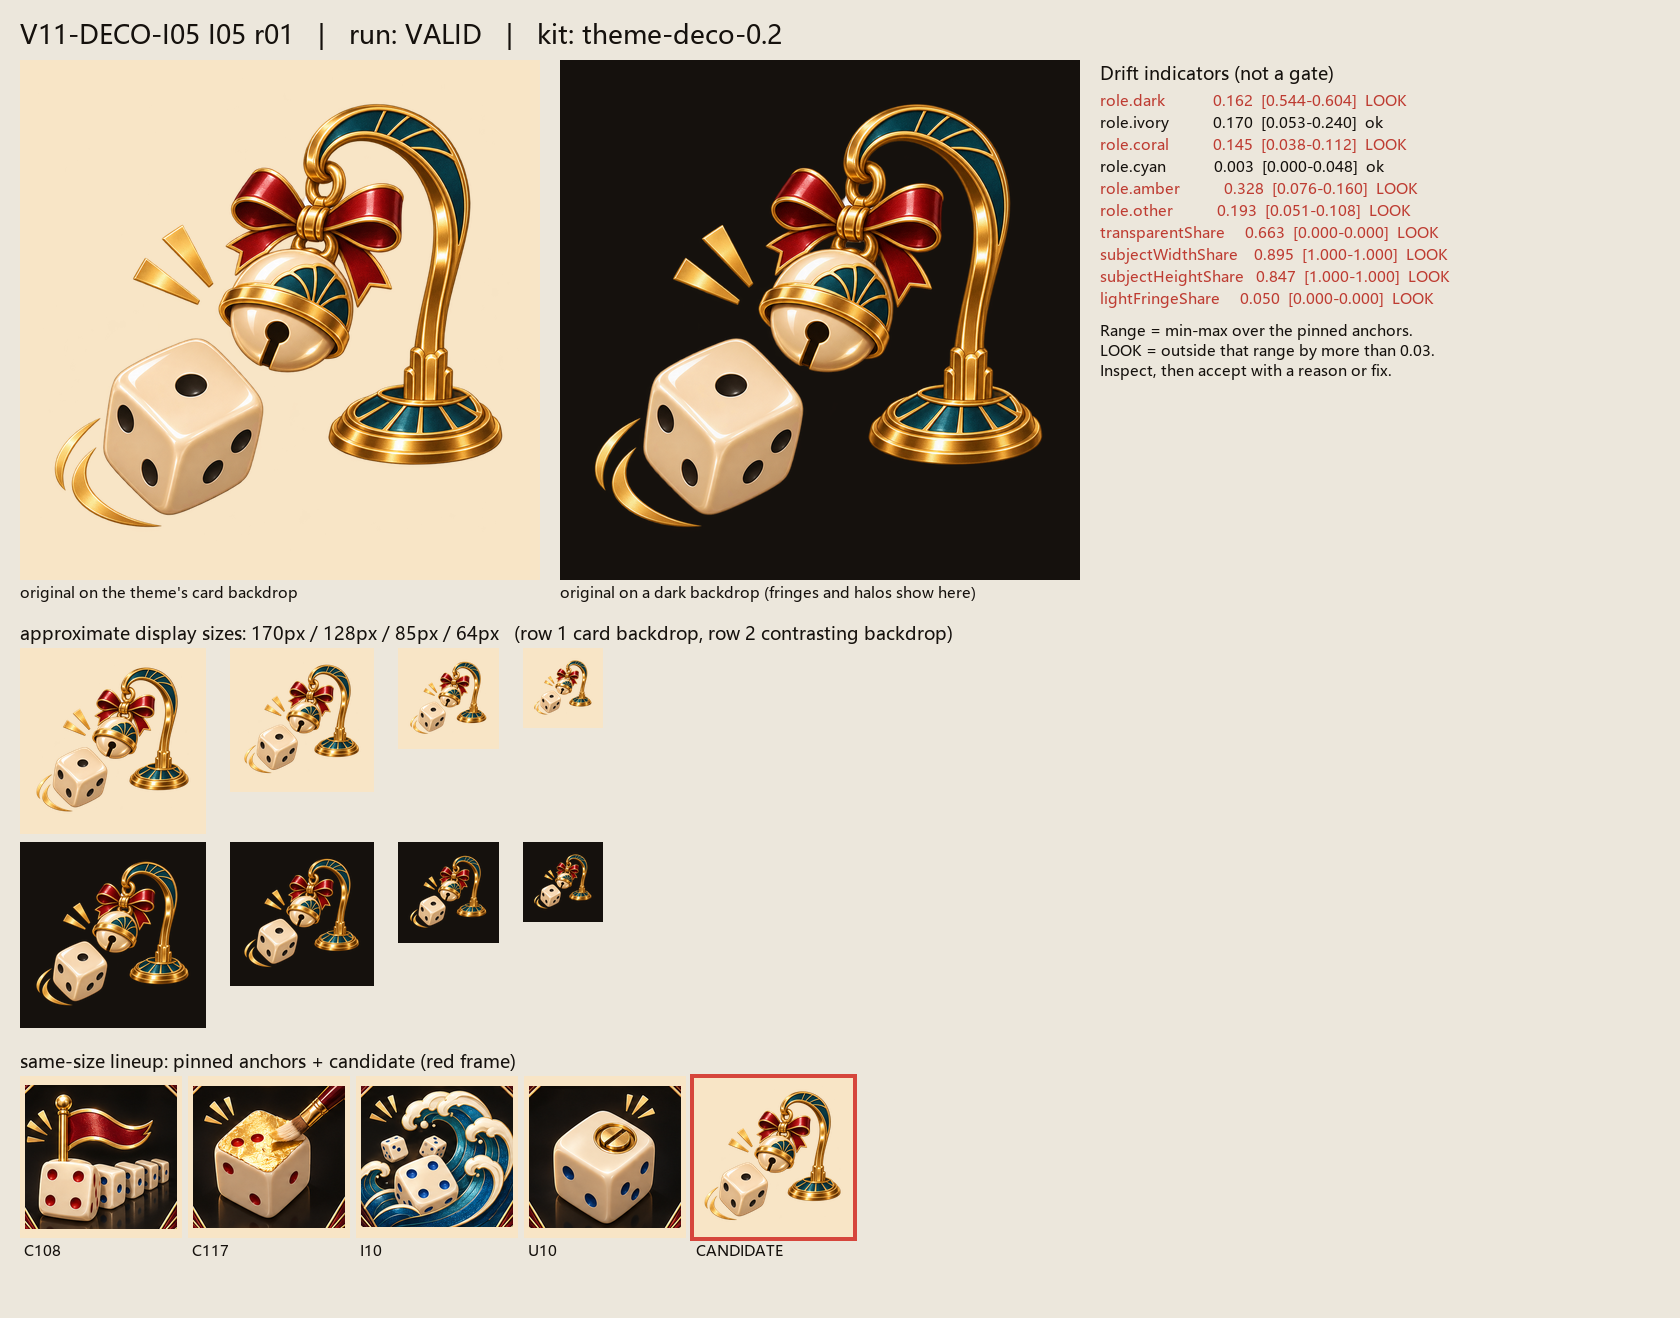 V11-DECO-I05 I05 r01 | run: VALID | kit: theme-deco-0.2
Drift indicators (not a gate)
role.dark 0.162 [0.544-0.604] LOOK
role.ivory 0.170 [0.053-0.240] ok
role.coral 0.145 [0.038-0.112] LOOK
role.cyan 0.003 [0.000-0.048] ok
role.amber 0.328 [0.076-0.160] LOOK
role.other 0.193 [0.051-0.108] LOOK
transparentShare 0.663 [0.000-0.000] LOOK
subjectWidthShare 0.895 [1.000-1.000] LOOK
subjectHeightShare 0.847 [1.000-1.000] LOOK
lightFringeShare 0.050 [0.000-0.000] LOOK
Range = min-max over the pinned anchors.
LOOK = outside that range by more than 0.03.
Inspect, then accept with a reason or fix.
original on the theme's card backdrop
original on a dark backdrop (fringes and halos show here)
approximate display sizes: 170px / 128px / 85px / 64px (row 1 card backdrop, row 2 contrasting backdrop)
same-size lineup: pinned anchors + candidate (red frame)
C108
C117
I10
U10
CANDIDATE